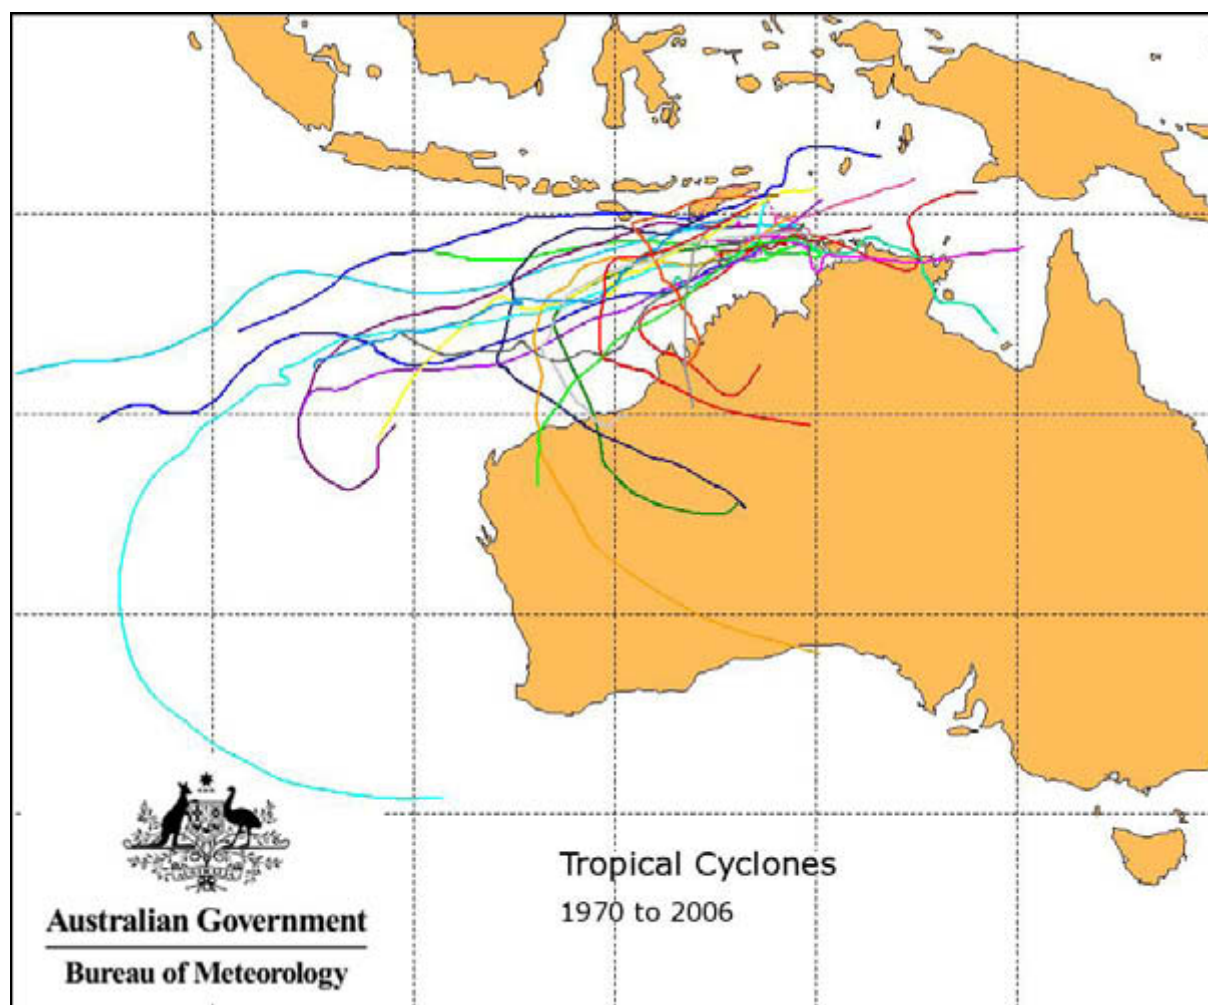 Tropical Cyclones
1970 to 2006
Australian Government
Bureau of Meteorology